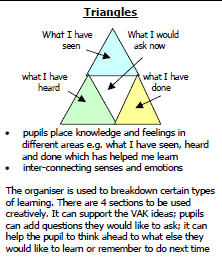 Triangles
What I have
seen
What I would
ask now
what I have
heard
what I have
done
• pupils place knowledge and feelings in
different areas e.g. what I have seen, heard
and done which has helped me learn
• inter-connecting senses and emotions
The organiser is used to breakdown certain types
of learning. There are 4 sections to be used
creatively. It can support the VAK ideas; pupils
can add questions they would like to ask; it can
help the pupil to think ahead to what else they
would like to learn or remember to do next time